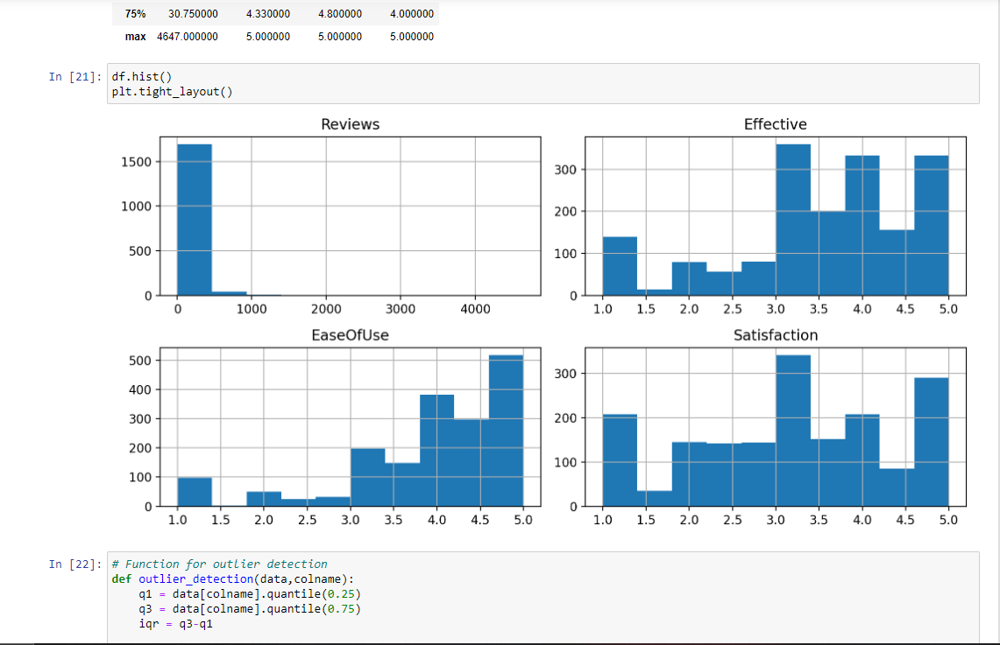 75% 30.750000 4.330000 4.800000 4.000000
max 4647.000000 5.000000 5.000000 5.000000
In [21]: df.hist()
plt.tight_layout()
Reviews
1500
1000
500
0
0 1000 2000 3000 4000
Effective
300
200
100
0
1.0 1.5 2.0 2.5 3.0 3.5 4.0 4.5 5.0
EaseOfUse
500
400
300
200
100
0
1.0 1.5 2.0 2.5 3.0 3.5 4.0 4.5 5.0
Satisfaction
300
200
100
0
1.0 1.5 2.0 2.5 3.0 3.5 4.0 4.5 5.0
In [22]: # Function for outlier detection
def outlier_detection(data,colname):
    q1 = data[colname].quantile(0.25)
    q3 = data[colname].quantile(0.75)
    iqr = q3-q1